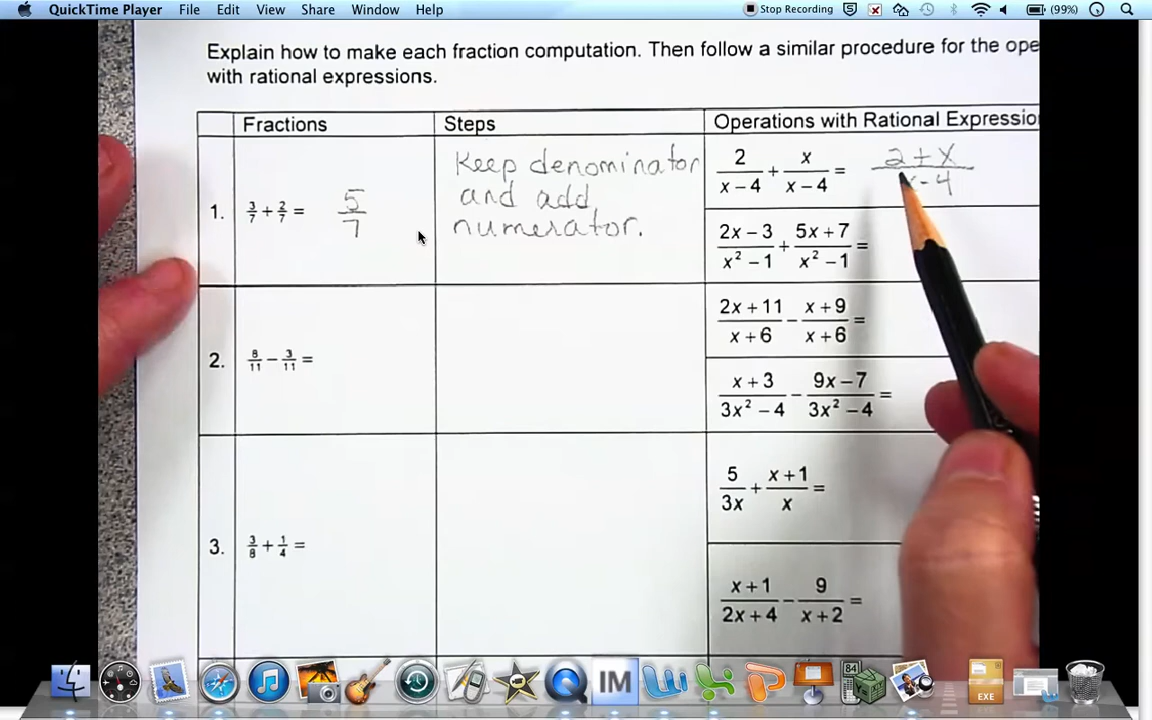 QuickTime Player File Edit View Share Window Help
Stop Recording (99%)
Explain how to make each fraction computation. Then follow a similar procedure for the ope
with rational expressions.
Fractions Steps Operations with Rational Expressio
1. 3/7 + 2/7 = 5/7
Keep denominator
and add
numerator.
2/(x − 4) + x/(x − 4) = (2 + x)/(x - 4)
(2x − 3)/(x² − 1) + (5x + 7)/(x² − 1) =
2. 8/11 − 3/11 =
(2x + 11)/(x + 6) − (x + 9)/(x + 6) =
(x + 3)/(3x² − 4) − (9x − 7)/(3x² − 4) =
3. 3/8 + 1/4 =
5/3x + (x + 1)/x =
(x + 1)/(2x + 4) − 9/(x + 2) =
IM
84
EXE